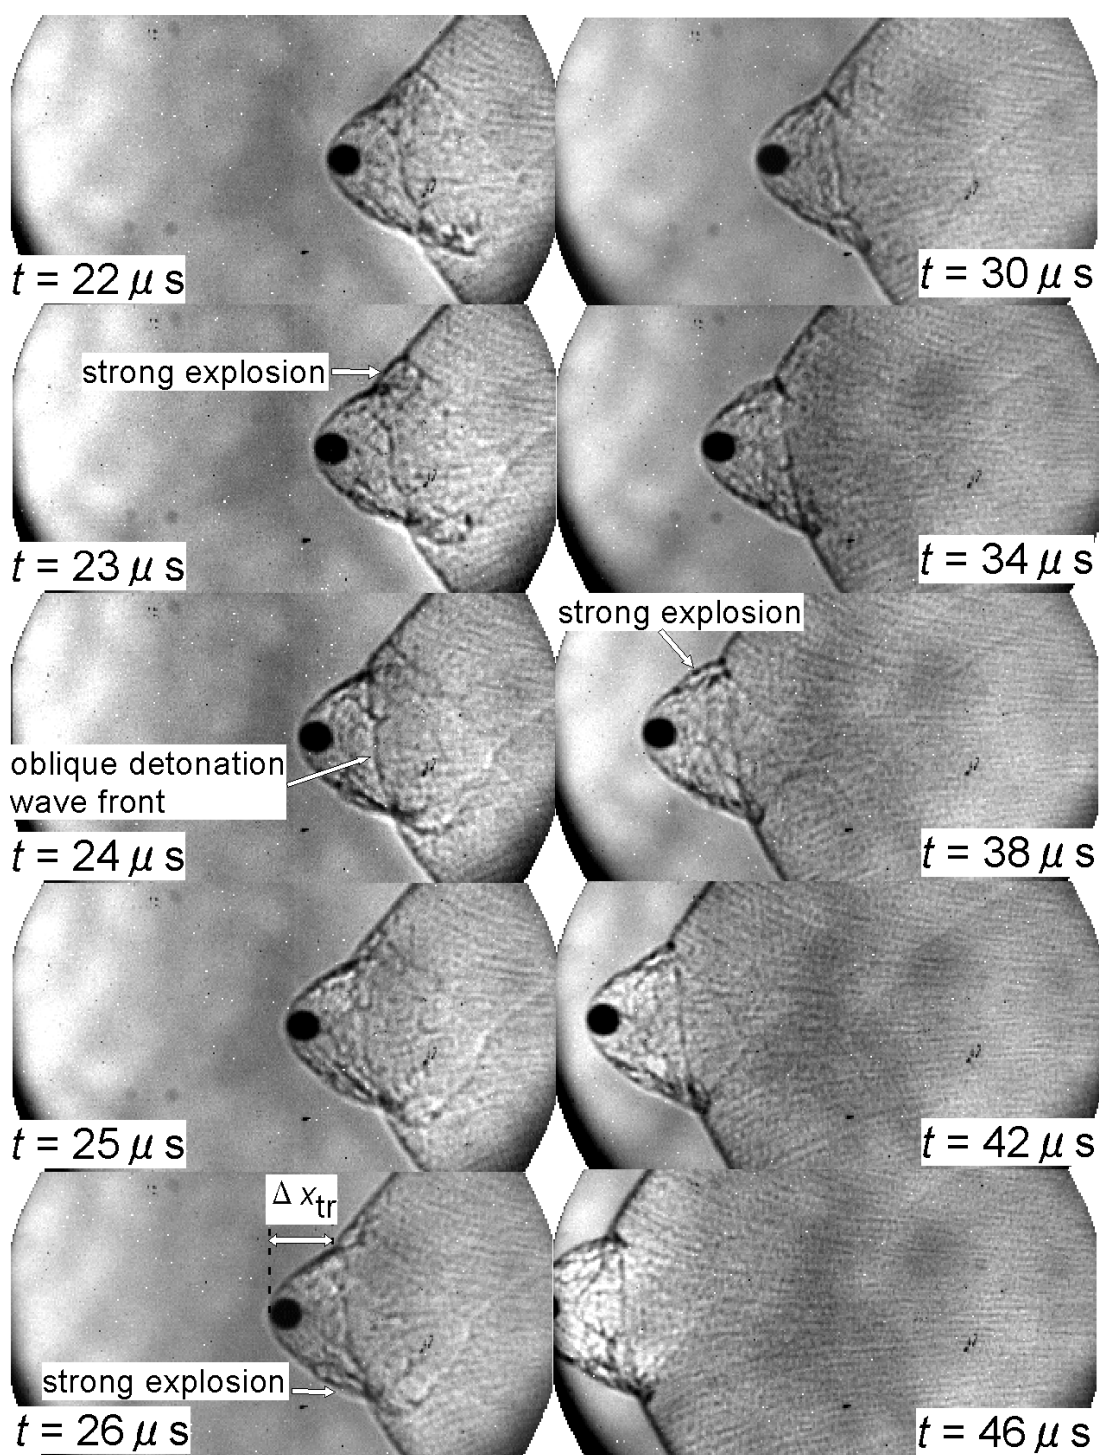 t = 22 μ s
strong explosion
t = 23 μ s
oblique detonation
wave front
t = 24 μ s
t = 25 μ s
Δ xtr
strong explosion
t = 26 μ s
t = 30 μ s
t = 34 μ s
strong explosion
t = 38 μ s
t = 42 μ s
t = 46 μ s